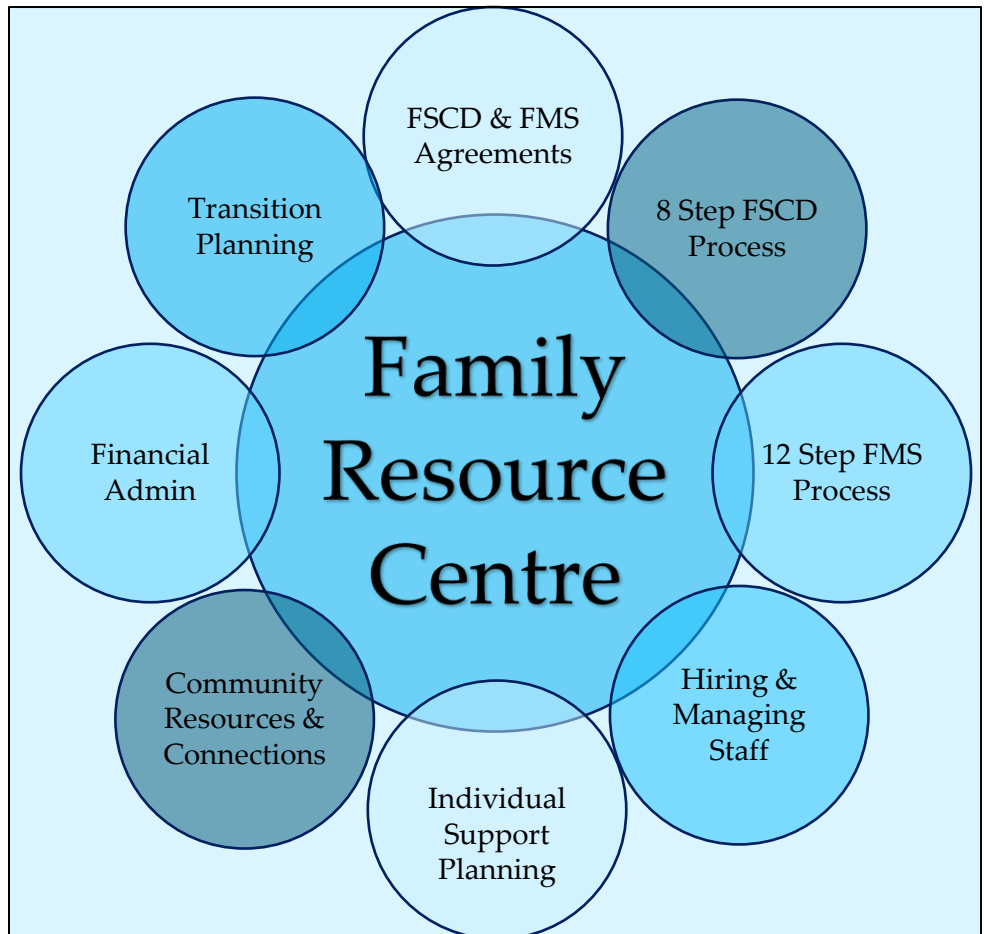 FSCD & FMS
Agreements
Transition
Planning
8 Step FSCD
Process
Family
Resource
Centre
Financial
Admin
12 Step FMS
Process
Community
Resources &
Connections
Hiring &
Managing
Staff
Individual
Support
Planning